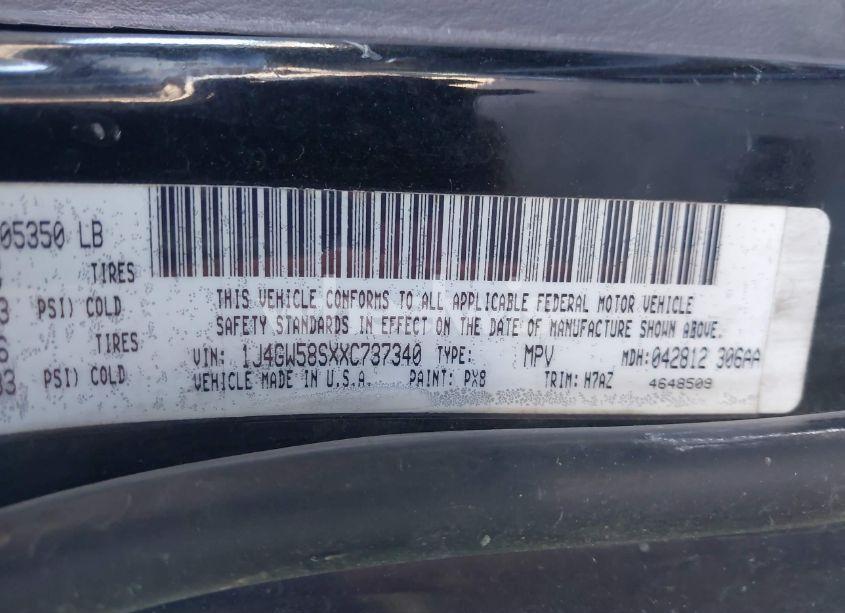 05350 LB
TIRES
3 PSI) COLD
TIRES
33 PSI) COLD
THIS VEHICLE CONFORMS TO ALL APPLICABLE FEDERAL MOTOR VEHICLE
SAFETY STANDARDS IN EFFECT ON THE DATE OF MANUFACTURE SHOWN ABOVE.
VIN: 1J4GW58SXXC737340 TYPE: MPV MDH: 042812 306AA
VEHICLE MADE IN U.S.A. PAINT: PX8 TRIM: H7AZ 4648509